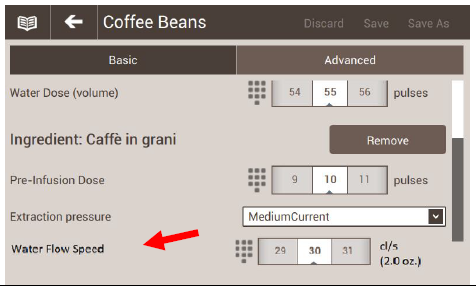 Coffee Beans Discard Save Save As
Basic Advanced
Water Dose (volume) 54 55 56 pulses
Ingredient: Caffè in grani Remove
Pre-Infusion Dose 9 10 11 pulses
Extraction pressure MediumCurrent
Water Flow Speed 29 30 31 cl/s
(2.0 oz.)